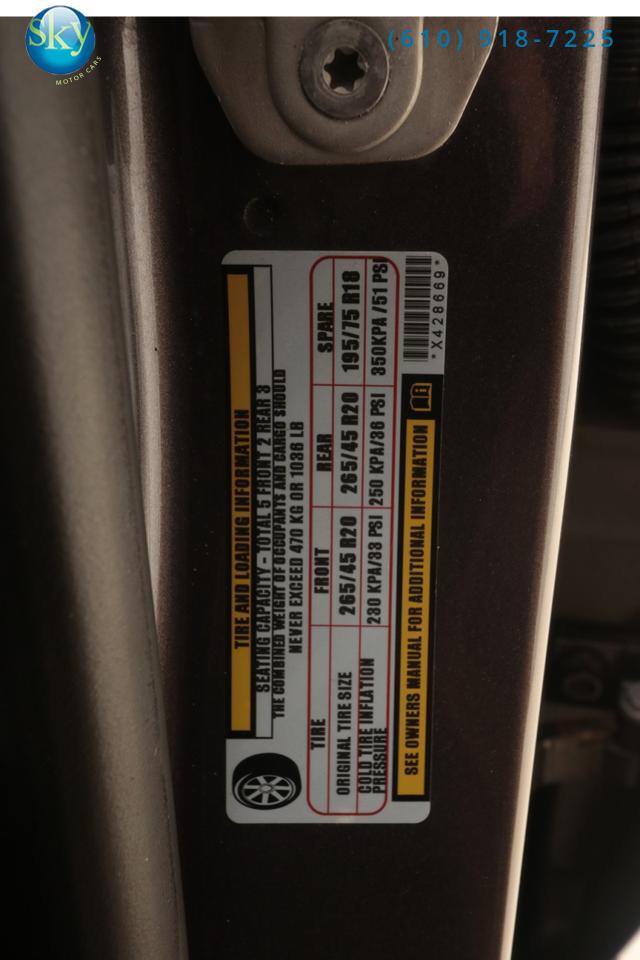 Sky
MOTOR CARS
(610) 918-7225
TIRE AND LOADING INFORMATION
SEATING CAPACITY - TOTAL 5 FRONT 2 REAR 3
THE COMBINED WEIGHT OF OCCUPANTS AND CARGO SHOULD
NEVER EXCEED 470 KG OR 1036 LB
TIRE FRONT REAR SPARE
ORIGINAL TIRE SIZE 265/45 R20 265/45 R20 195/75 R18
COLD TIRE INFLATION PRESSURE 230 KPA/33 PSI 250 KPA/36 PSI 350KPA /51 PSI
SEE OWNERS MANUAL FOR ADDITIONAL INFORMATION
*X428669*